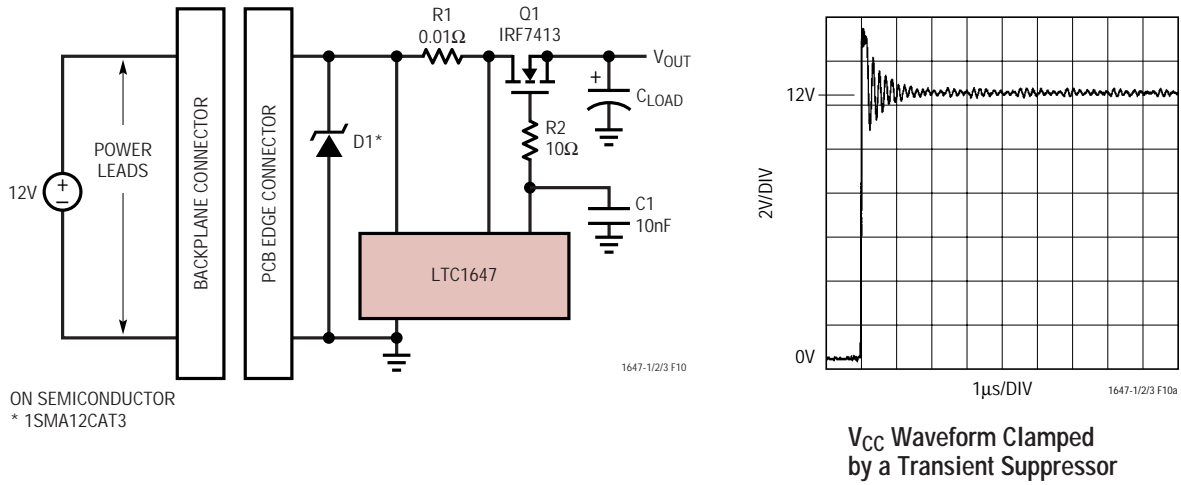 R1
0.01Ω
Q1
IRF7413
VOUT
+
CLOAD
R2
10Ω
D1*
12V
+
−
POWER
LEADS
BACKPLANE CONNECTOR
PCB EDGE CONNECTOR
C1
10nF
LTC1647
1647-1/2/3 F10
ON SEMICONDUCTOR
* 1SMA12CAT3
12V
2V/DIV
0V
1µs/DIV
1647-1/2/3 F10a
VCC Waveform Clamped
by a Transient Suppressor